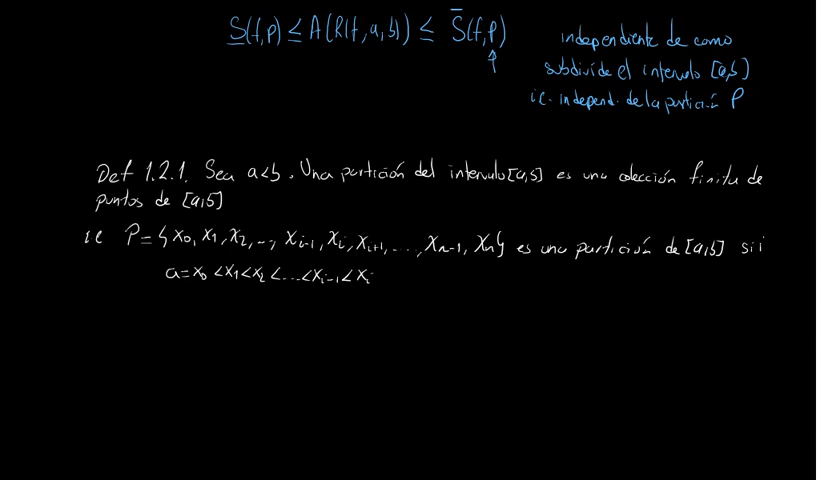 S(f,p) ≤ A(R(f,a,b)) ≤ S̄(f,P)
independiente de como
subdivide el intervalo [a,b]
i.e. independ. de la partición P
Def 1.2.1. Sea a<b. Una partición del intervalo [a,b] es una colección finita de
puntos de [a,b]
i.e P={x₀, x₁, x₂, ..., xᵢ₋₁, xᵢ, xᵢ₊₁, ..., xₙ₋₁, xₙ} es una partición de [a,b] sii
a=x₀<x₁<x₂<...<xᵢ₋₁<xᵢ